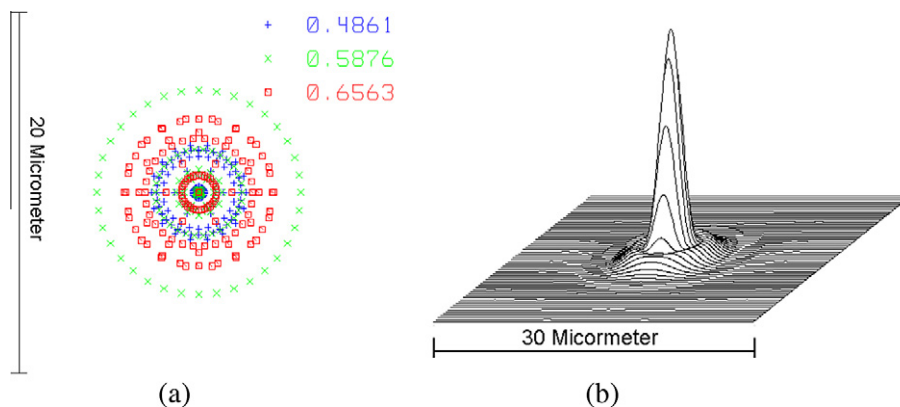 + 0.4861
× 0.5876
□ 0.6563
20 Micrometer
30 Micormeter
(a)
(b)